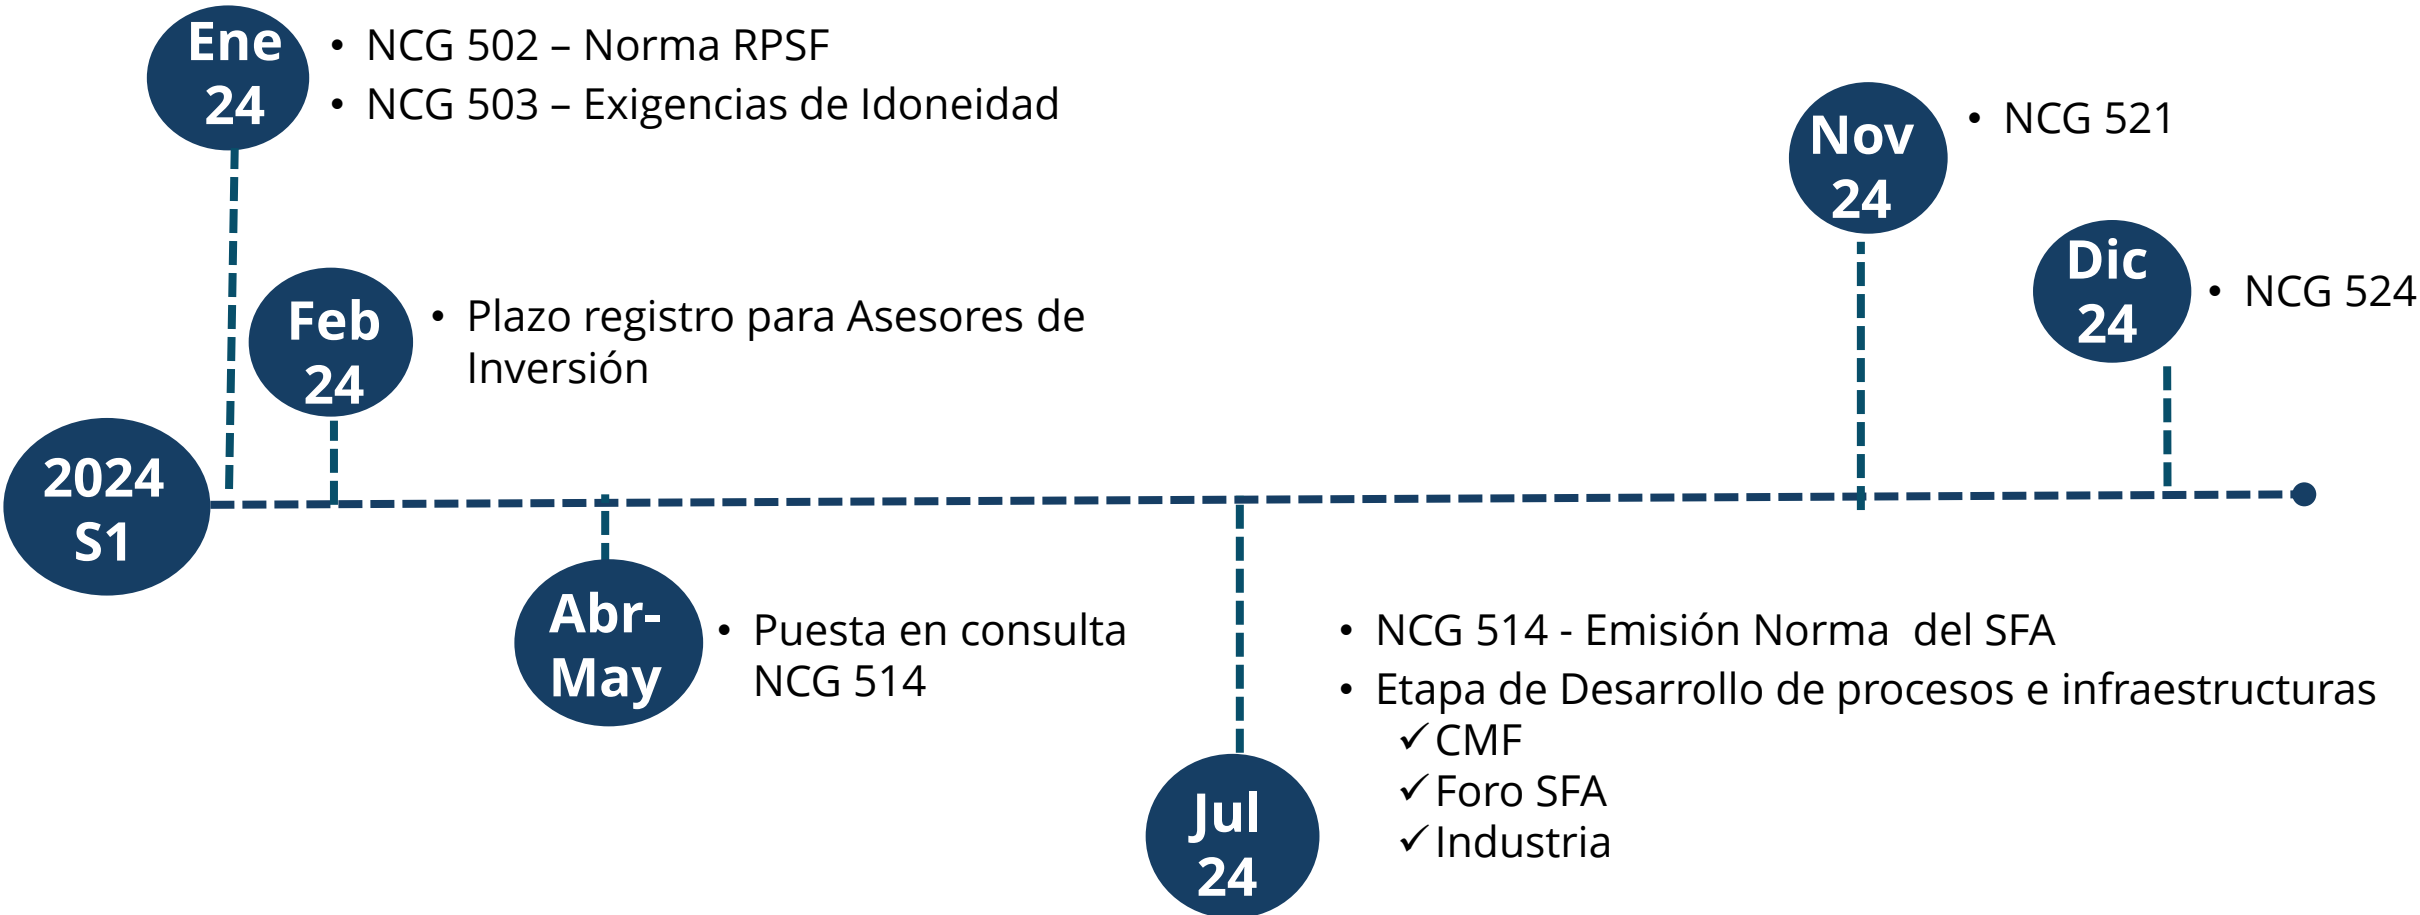 Ene
24
• NCG 502 – Norma RPSF
• NCG 503 – Exigencias de Idoneidad
Feb
24
• Plazo registro para Asesores de
Inversión
2024
S1
Abr-
May
• Puesta en consulta
NCG 514
Jul
24
• NCG 514 - Emisión Norma  del SFA
• Etapa de Desarrollo de procesos e infraestructuras
✓CMF
✓Foro SFA
✓Industria
Nov
24
• NCG 521
Dic
24
• NCG 524